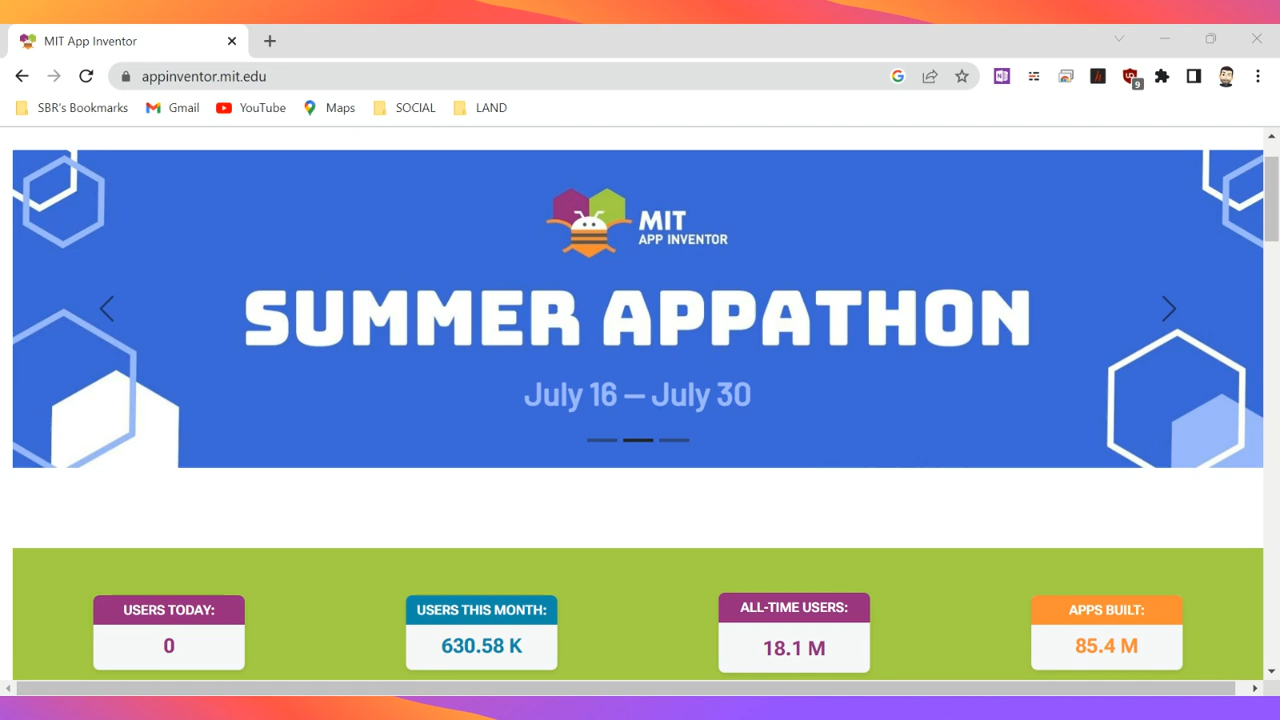 MIT App Inventor
appinventor.mit.edu
9
SBR's Bookmarks Gmail YouTube Maps SOCIAL LAND
MIT
APP INVENTOR
SUMMER APPATHON
July 16 — July 30
USERS TODAY: USERS THIS MONTH: ALL-TIME USERS: APPS BUILT:
0 630.58 K 18.1 M 85.4 M